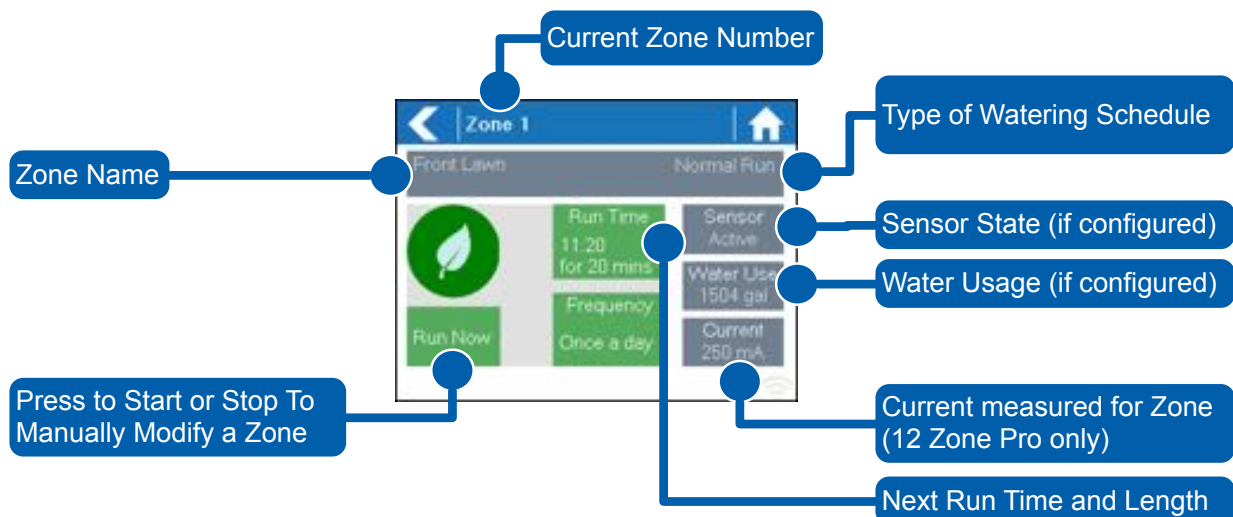 Current Zone Number
Type of Watering Schedule
Zone Name
Zone 1
Front Lawn
Normal Run
Run Time
11:20
for 20 mins
Sensor
Active
Sensor State (if configured)
Water Use
1504 gal
Water Usage (if configured)
Frequency
Once a day
Run Now
Current
250 mA
Press to Start or Stop To
Manually Modify a Zone
Current measured for Zone
(12 Zone Pro only)
Next Run Time and Length